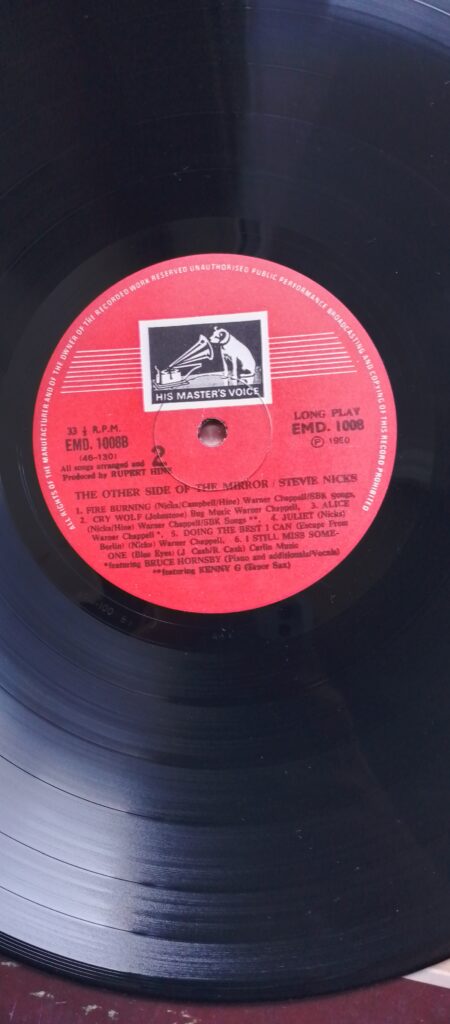 ALL RIGHTS OF THE MANUFACTURER AND OF THE OWNER OF THE RECORDED WORK RESERVED UNAUTHORISED PUBLIC PERFORMANCE BROADCASTING AND COPYING OF THIS RECORD PROHIBITED
HIS MASTER'S VOICE
33 ⅓ R.P.M.
EMD. 1008B
(46-130)
All songs arranged and
Produced by RUPERT HINE
2
LONG PLAY
EMD. 1008
THE OTHER SIDE OF THE MIRROR / STEVIE NICKS
1. FIRE BURNING (Nicks/Campbell/Hine) Warner Chappell/SBK songs,
2. CRY WOLF (Johnstone) Bug Music Warner Chappell, 3. ALICE
(Nicks/Hine) Warner Chappell/SBK Songs **, 4. JULIET (Nicks)
Warner Chappell *, 5. DOING THE BEST I CAN (Escape From
Berlin) (Nicks) Warner Chappell, 6. I STILL MISS SOME-
ONE (Blue Eyes) (J Cash/R. Cash) Carlin Music
*featuring BRUCE HORNSBY (Piano and additionals/Vocals)
**featuring KENNY G (Tenor Sax)